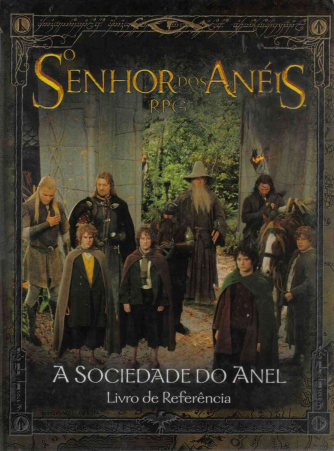 O
SENHOR DOS ANÉIS
RPG
A SOCIEDADE DO ANEL
Livro de Referência